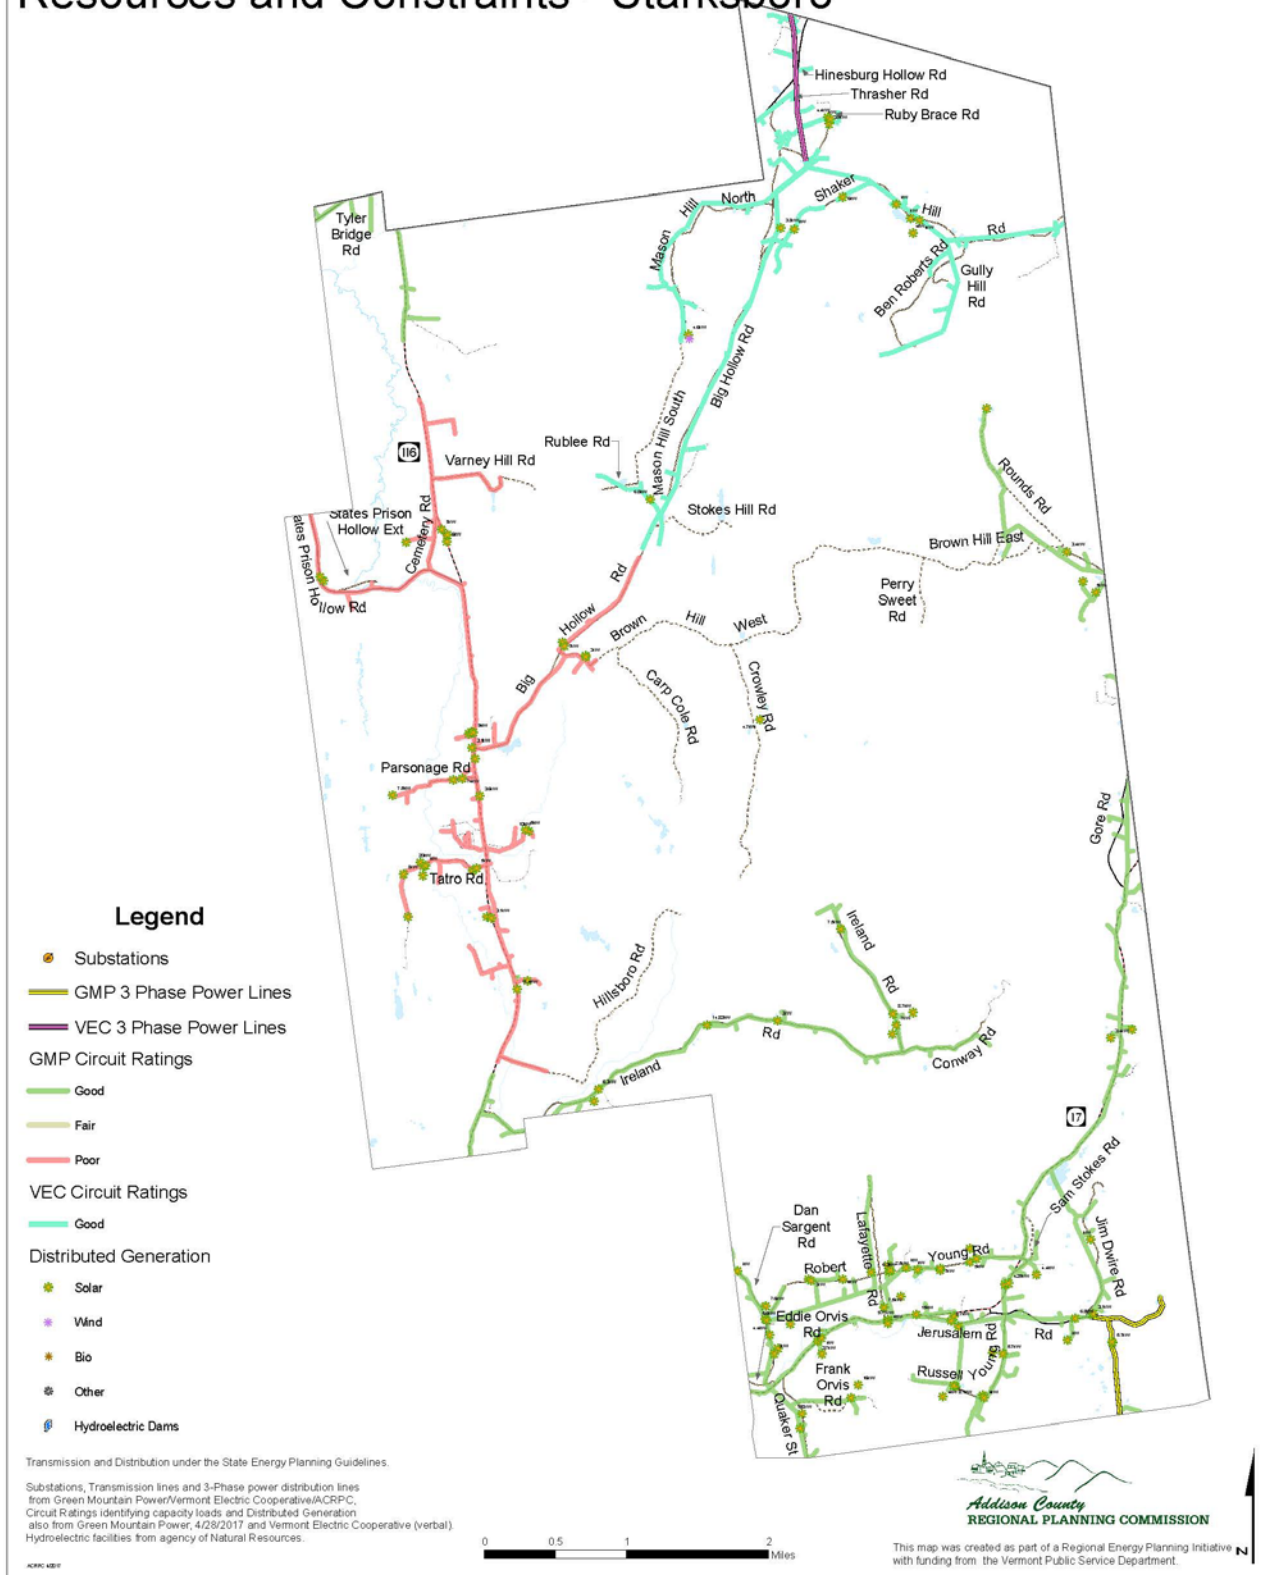 Resources and Constraints - Starksboro
Hinesburg Hollow Rd
Thrasher Rd
Ruby Brace Rd
Tyler
Bridge
Rd
Mason
Hill
North
Shaker
Hill
Rd
Ben Roberts Rd
Gully
Hill
Rd
Big Hollow Rd
Mason Hill South
Rublee Rd
116
Varney Hill Rd
Stokes Hill Rd
States Prison
Hollow Ext
Cemetery Rd
ates Prison Ho
llow Rd
Rounds Rd
Brown Hill East
Perry
Sweet
Rd
Big
Hollow
Rd
Brown
Hill
West
Carp Cole Rd
Crowley Rd
Parsonage Rd
Tatro Rd
Gore Rd
Hillsboro Rd
Ireland
Rd
Ireland
Rd
Conway Rd
17
Sam Stokes Rd
Jim Dwire Rd
Dan
Sargent
Rd
Lafayette
Rd
Robert
Young Rd
Eddie Orvis
Rd
Jerusalem
Rd
Russell
Young Rd
Frank
Orvis
Rd
Quaker St
Legend
Substations
GMP 3 Phase Power Lines
VEC 3 Phase Power Lines
GMP Circuit Ratings
Good
Fair
Poor
VEC Circuit Ratings
Good
Distributed Generation
Solar
Wind
Bio
Other
Hydroelectric Dams
Transmission and Distribution under the State Energy Planning Guidelines.
Substations, Transmission lines and 3-Phase power distribution lines
from Green Mountain Power/Vermont Electric Cooperative/ACRPC,
Circuit Ratings identifying capacity loads and Distributed Generation
also from Green Mountain Power, 4/28/2017 and Vermont Electric Cooperative (verbal).
Hydroelectric facilities from agency of Natural Resources.
0 0.5 1 2
Miles
Addison County
REGIONAL PLANNING COMMISSION
This map was created as part of a Regional Energy Planning Initiative
with funding from the Vermont Public Service Department.
N